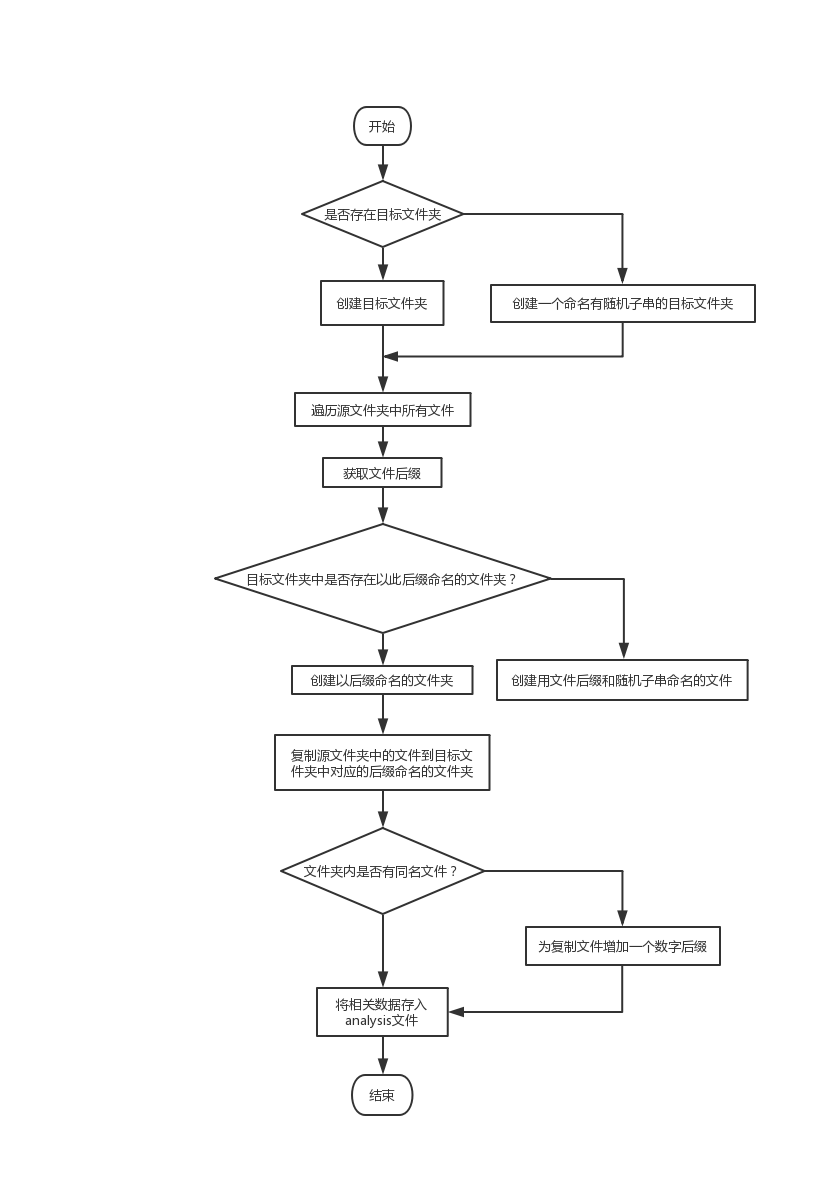 开始
是否存在目标文件夹
创建目标文件夹
创建一个命名有随机子串的目标文件夹
遍历源文件夹中所有文件
获取文件后缀
目标文件夹中是否存在以此后缀命名的文件夹？
创建以后缀命名的文件夹
创建用文件后缀和随机子串命名的文件
复制源文件夹中的文件到目标文
件夹中对应的后缀命名的文件夹
文件夹内是否有同名文件？
为复制文件增加一个数字后缀
将相关数据存入
analysis文件
结束